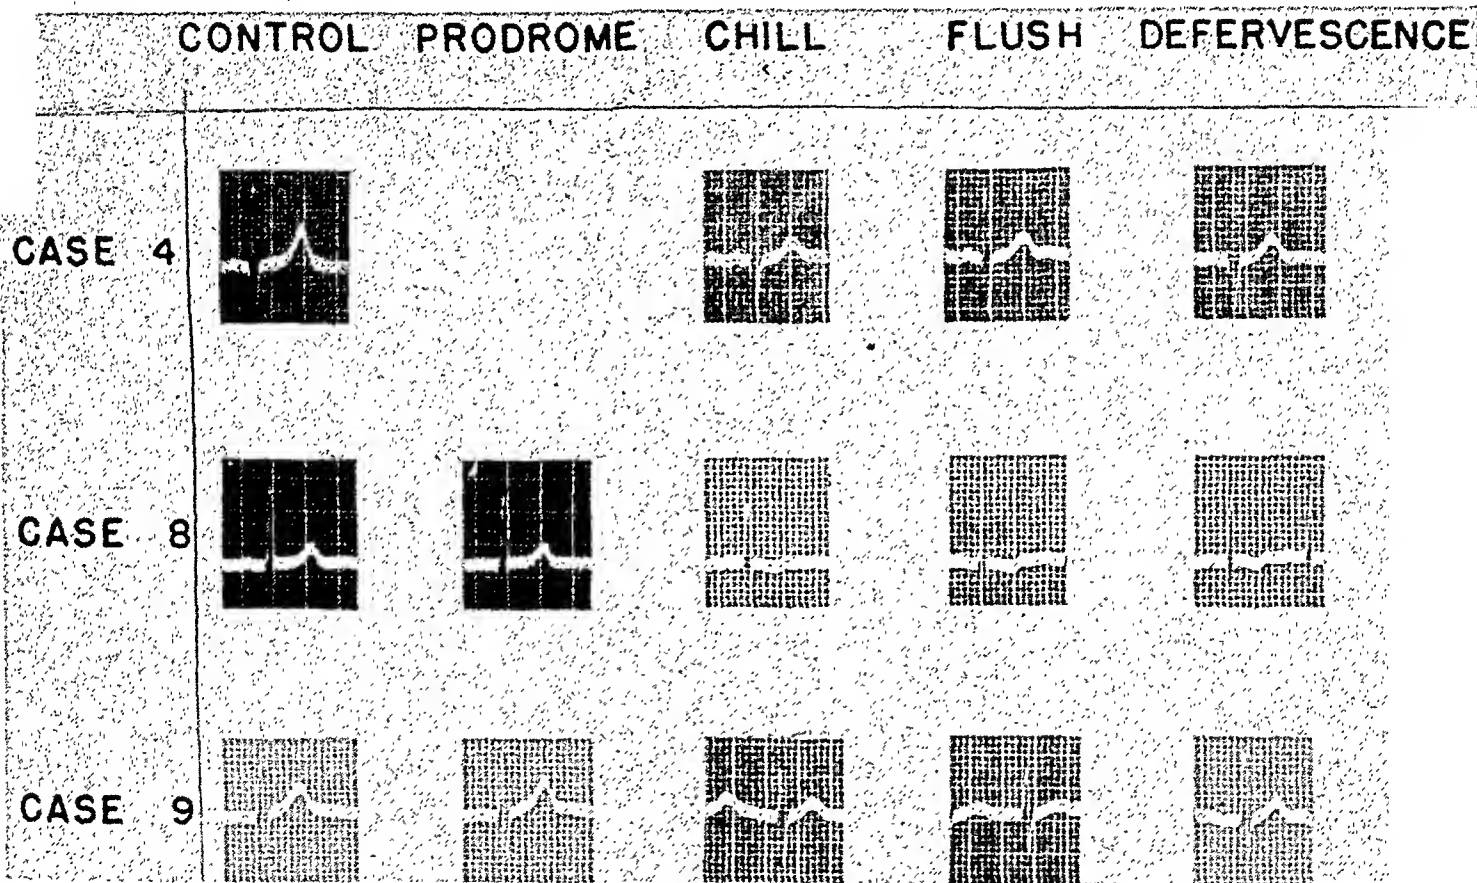 CONTROL PRODROME CHILL FLUSH DEFERVESCENCE
CASE 4
CASE 8
CASE 9